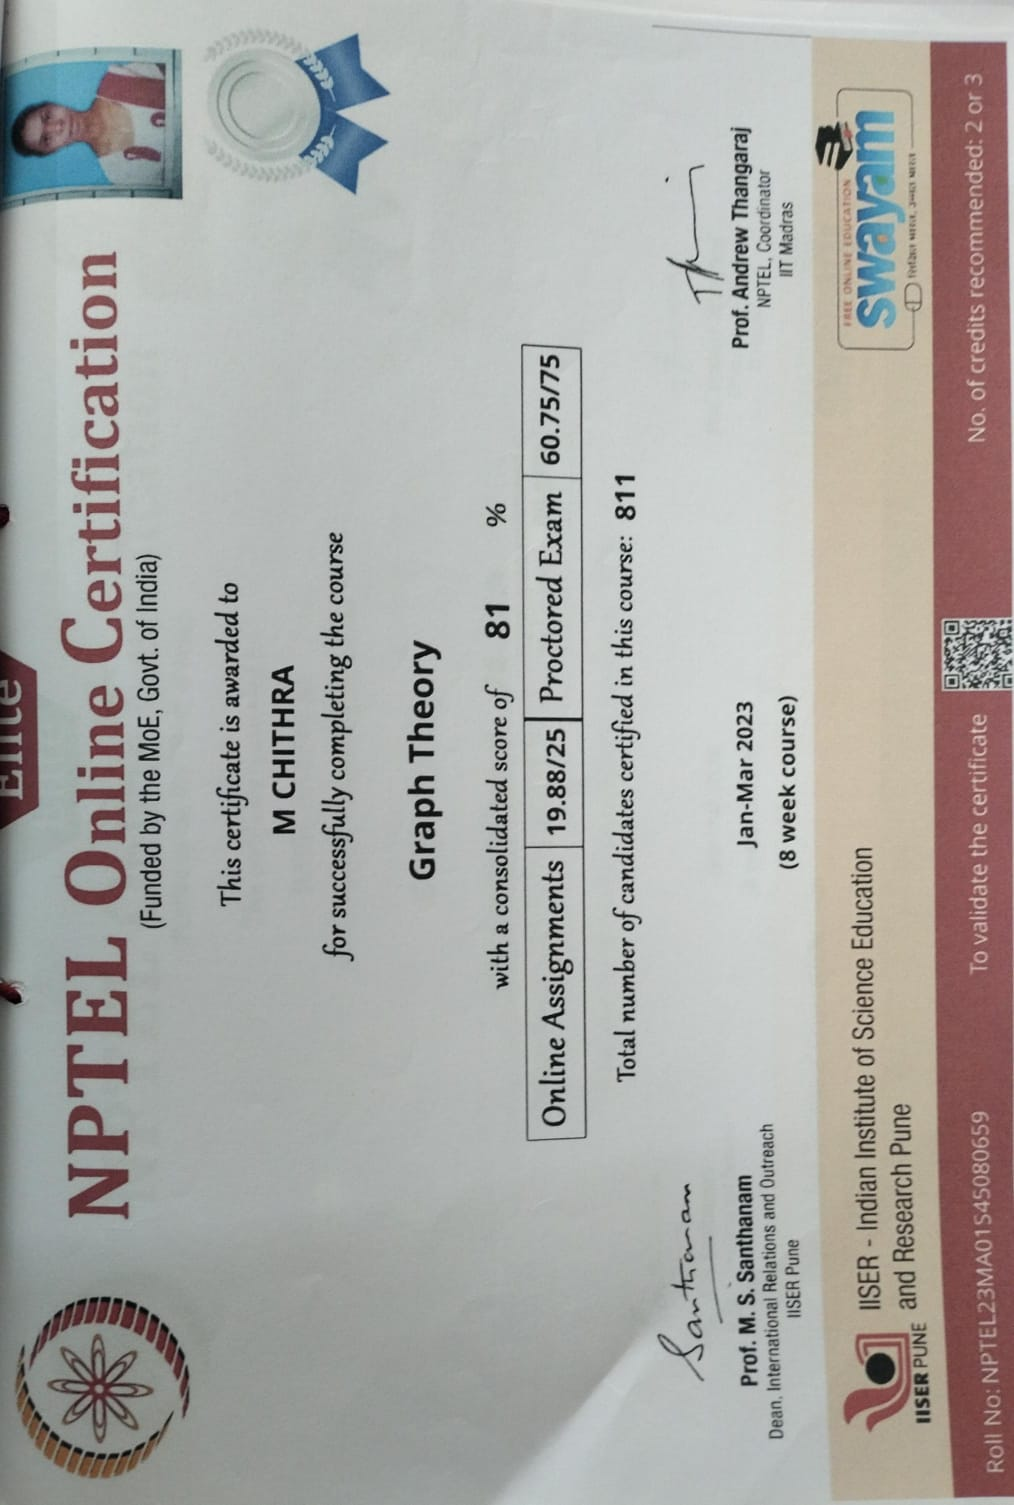 Elite
NPTEL Online Certification
(Funded by the MoE, Govt. of India)
This certificate is awarded to
M CHITHRA
for successfully completing the course
Graph Theory
with a consolidated score of 81 %
Online Assignments 19.88/25 Proctored Exam 60.75/75
Total number of candidates certified in this course: 811
Santhanam
Prof. M. S. Santhanam
Dean, International Relations and Outreach
IISER Pune
Jan-Mar 2023
(8 week course)
Prof. Andrew Thangaraj
NPTEL, Coordinator
IIT Madras
IISER PUNE
IISER - Indian Institute of Science Education
and Research Pune
FREE ONLINE EDUCATION
swayam
शिक्षित भारत, उन्नत भारत
Roll No: NPTEL23MA01S45080659
To validate the certificate
No. of credits recommended: 2 or 3